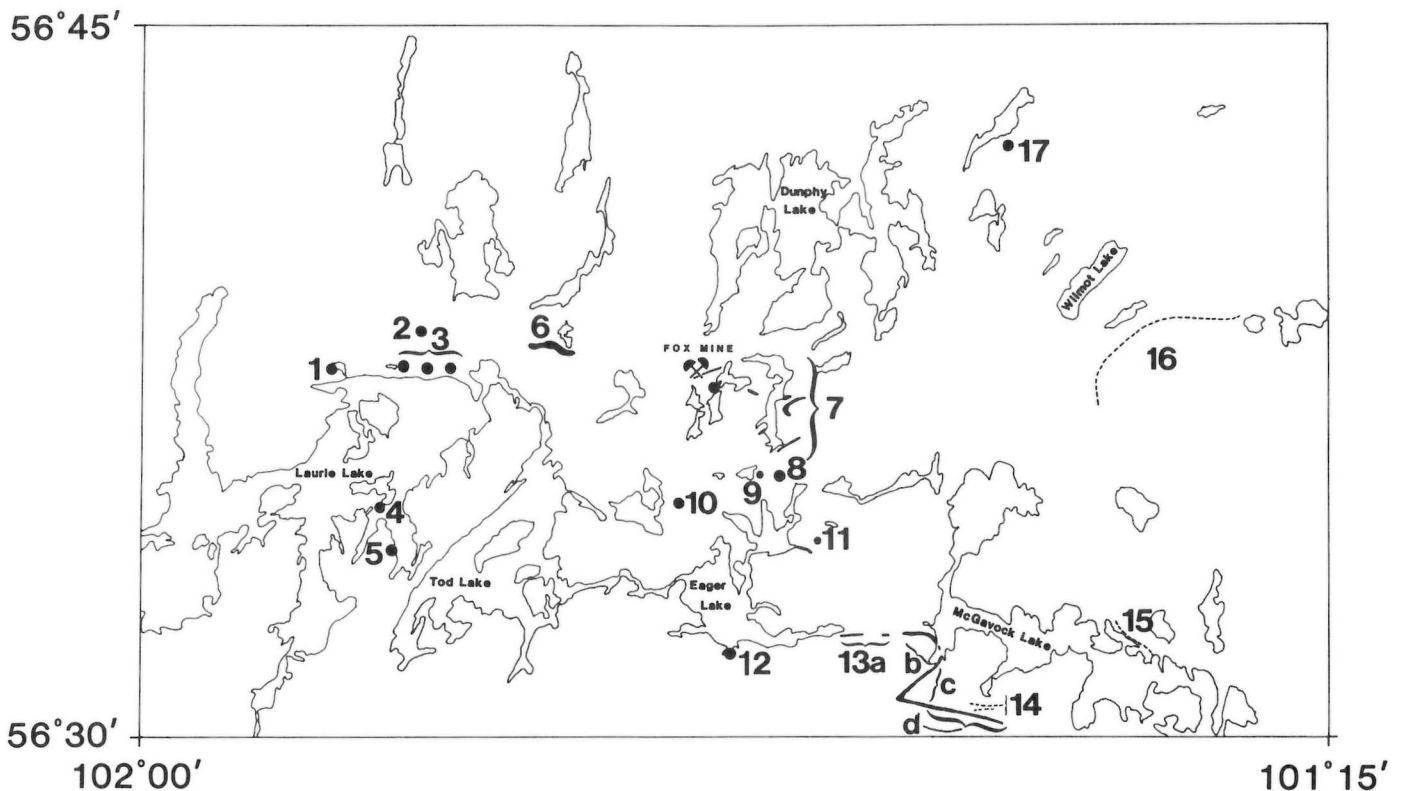 56°45′
17
Dunphy
Lake
Wilmot Lake
2
3
6
FOX MINE
1
16
7
Laurie Lake
8
9
4
10
11
5
Tod Lake
Eager
Lake
McGavock Lake
15
12
13a
b
c
14
d
56°30′
102°00′
101°15′